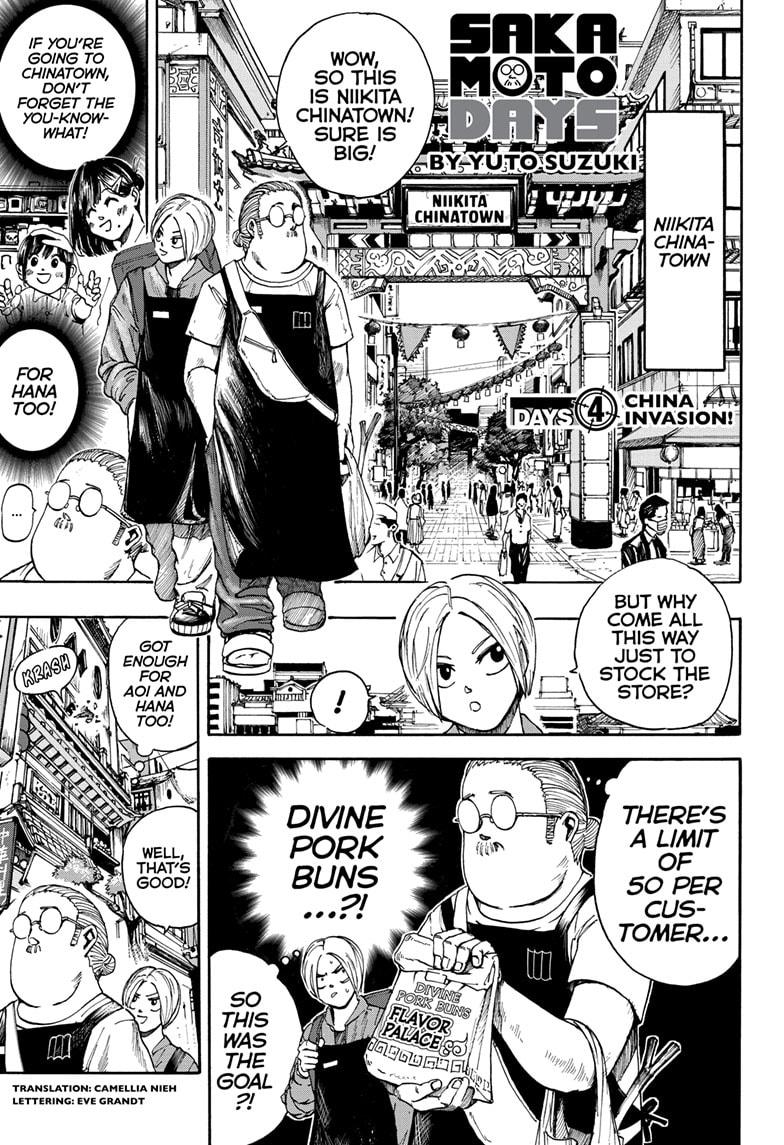 SAKA
MOTO
DAYS
BY YUTO SUZUKI
NIIKITA
CHINA-
TOWN
WOW,
SO THIS
IS NIIKITA
CHINATOWN!
SURE IS
BIG!
IF YOU'RE
GOING TO
CHINATOWN,
DON'T
FORGET THE
YOU-KNOW-
WHAT!
NIIKITA
CHINATOWN
FOR
HANA
TOO!
...
DAYS 4 CHINA
INVASION!
BUT WHY
COME ALL
THIS WAY
JUST TO
STOCK THE
STORE?
!
THERE'S
A LIMIT
OF
50 PER
CUS-
TOMER...
DIVINE
PORK
BUNS
...?!
DIVINE
PORK BUNS
FLAVOR
PALACE
SO
THIS
WAS
THE
GOAL
?!
GOT
ENOUGH
FOR
AOI AND
HANA
TOO!
KRASH
WELL,
THAT'S
GOOD!
TRANSLATION: CAMELLIA NIEH
LETTERING: EVE GRANDT